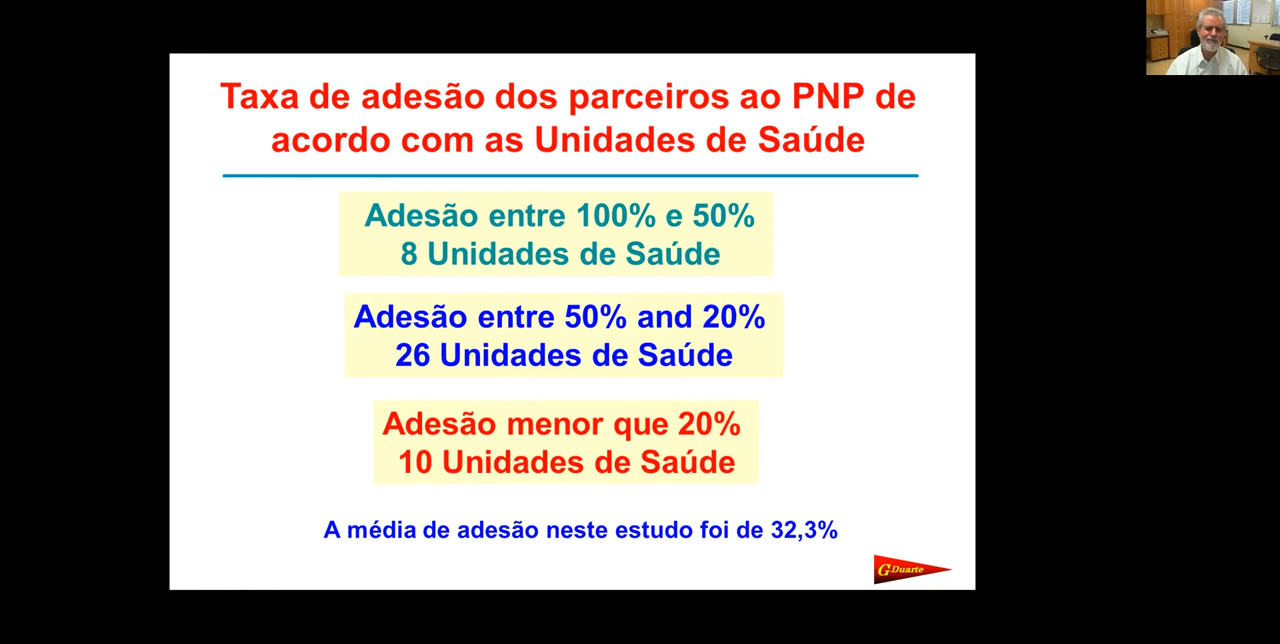 Taxa de adesão dos parceiros ao PNP de
acordo com as Unidades de Saúde
Adesão entre 100% e 50%
8 Unidades de Saúde
Adesão entre 50% and 20%
26 Unidades de Saúde
Adesão menor que 20%
10 Unidades de Saúde
A média de adesão neste estudo foi de 32,3%
G Duarte